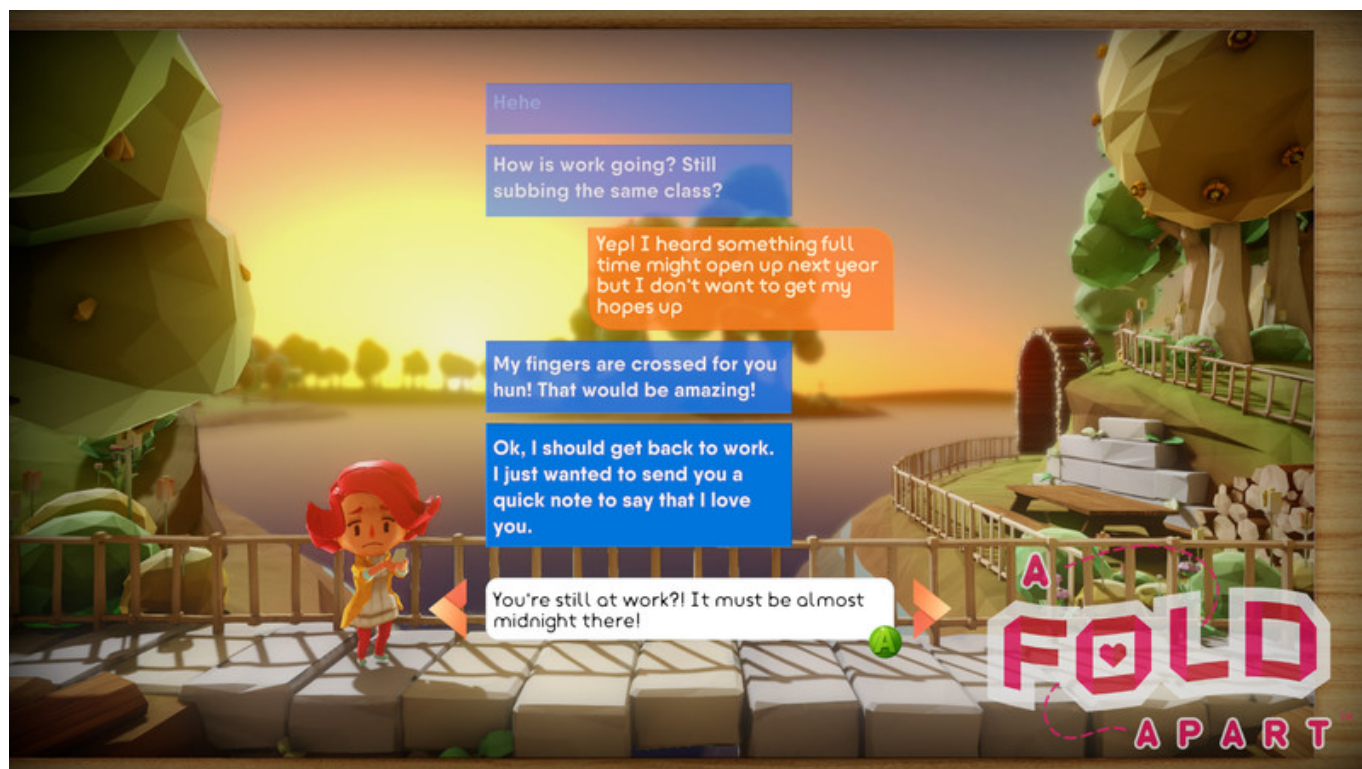 Hehe
How is work going? Still
subbing the same class?
Yep! I heard something full
time might open up next year
but I don't want to get my
hopes up
My fingers are crossed for you
hun! That would be amazing!
Ok, I should get back to work.
I just wanted to send you a
quick note to say that I love
you.
You're still at work?! It must be almost
midnight there!
A
A
FOLD
APART